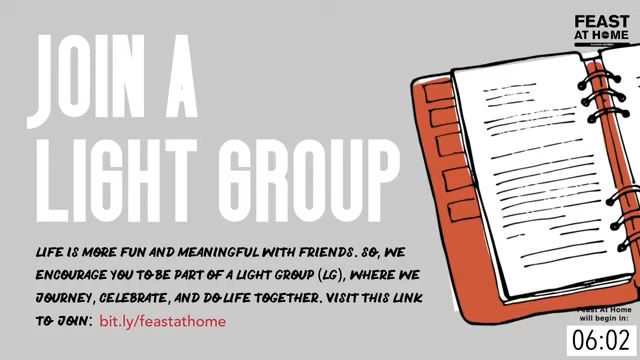 JOIN A
LIGHT GROUP
LIFE IS MORE FUN AND MEANINGFUL WITH FRIENDS. SO, WE
ENCOURAGE YOU TO BE PART OF A LIGHT GROUP (LG), WHERE WE
JOURNEY, CELEBRATE, AND DO LIFE TOGETHER. VISIT THIS LINK
TO JOIN: bit.ly/feastathome
FEAST
AT HOME
Feast At Home
will begin in:
06:02